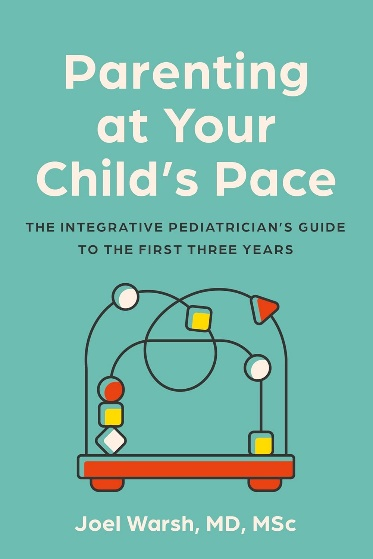 Parenting
at Your
Child's Pace
THE INTEGRATIVE PEDIATRICIAN'S GUIDE
TO THE FIRST THREE YEARS
Joel Warsh, MD, MSc